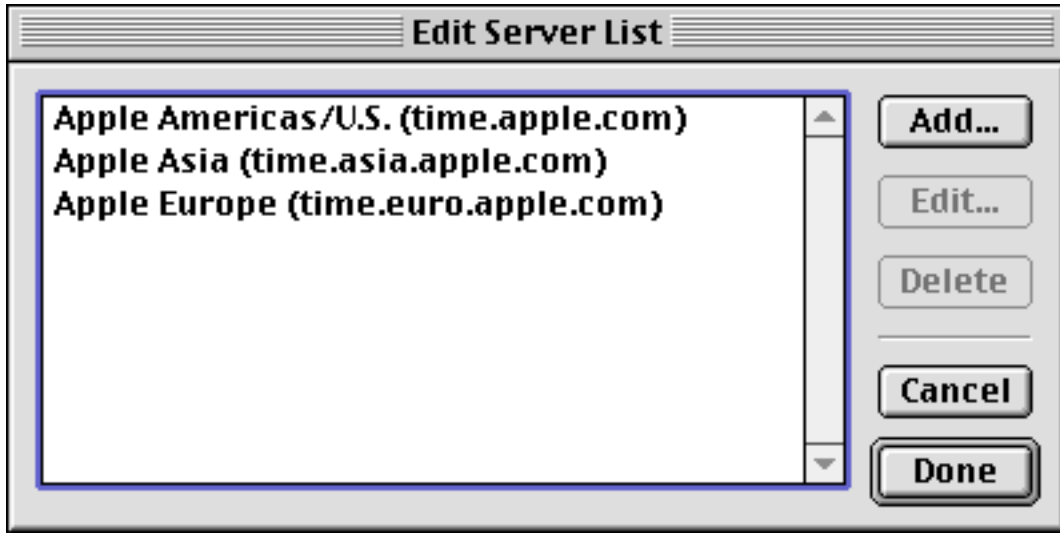 Edit Server List
Apple Americas/U.S. (time.apple.com)
Apple Asia (time.asia.apple.com)
Apple Europe (time.euro.apple.com)
Add...
Edit...
Delete
Cancel
Done